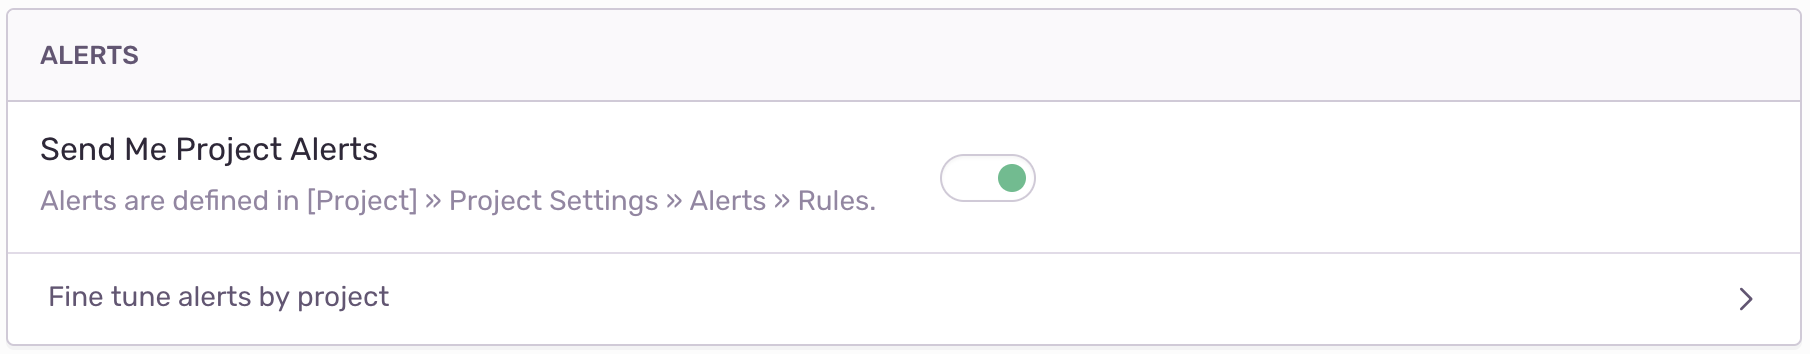 ALERTS
Send Me Project Alerts
Alerts are defined in [Project] » Project Settings » Alerts » Rules.
Fine tune alerts by project